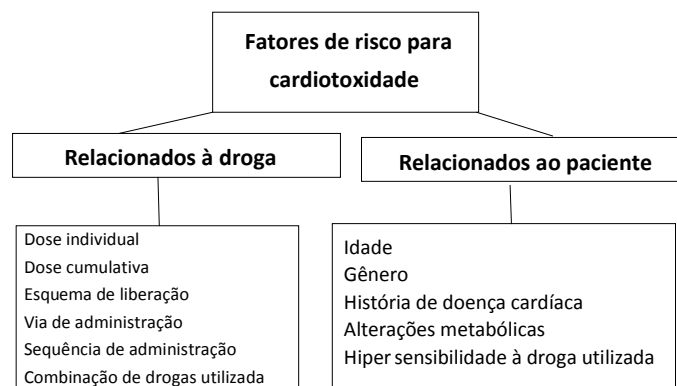 Fatores de risco para
cardiotoxidade
Relacionados à droga
Relacionados ao paciente
Dose individual
Dose cumulativa
Esquema de liberação
Via de administração
Sequência de administração
Combinação de drogas utilizada
Idade
Gênero
História de doença cardíaca
Alterações metabólicas
Hiper sensibilidade à droga utilizada